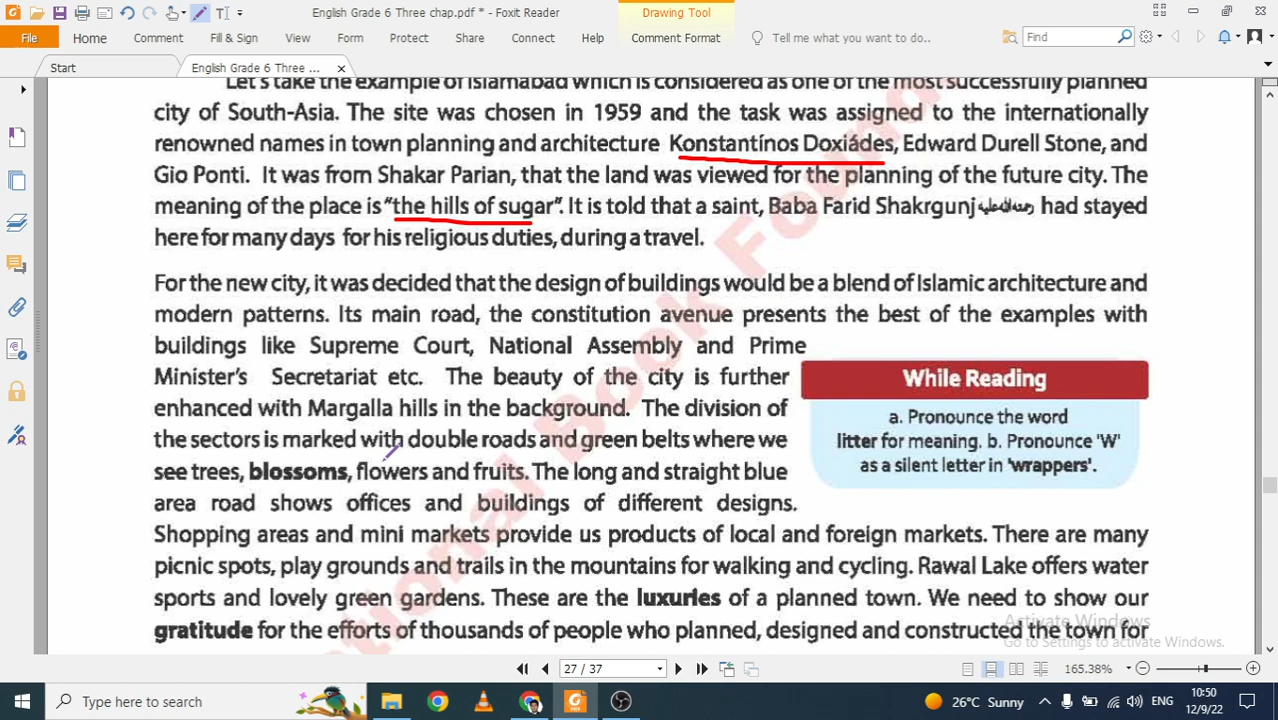 English Grade 6 Three chap.pdf * - Foxit Reader
Drawing Tool
File
Home
Comment
Fill & Sign
View
Form
Protect
Share
Connect
Help
Comment Format
Tell me what you want to do..
Find
Start
English Grade 6 Three ...
Let's take the example of Islamabad which is considered as one of the most successfully planned
city of South-Asia. The site was chosen in 1959 and the task was assigned to the internationally
renowned names in town planning and architecture Konstantínos Doxiádes, Edward Durell Stone, and
Gio Ponti. It was from Shakar Parian, that the land was viewed for the planning of the future city. The
meaning of the place is "the hills of sugar". It is told that a saint, Baba Farid Shakrgunj رحمتہ اللہ علیہ had stayed
here for many days for his religious duties, during a travel.
For the new city, it was decided that the design of buildings would be a blend of Islamic architecture and
modern patterns. Its main road, the constitution avenue presents the best of the examples with
buildings like Supreme Court, National Assembly and Prime
Minister's Secretariat etc. The beauty of the city is further
enhanced with Margalla hills in the background. The division of
the sectors is marked with double roads and green belts where we
see trees, blossoms, flowers and fruits. The long and straight blue
area road shows offices and buildings of different designs.
While Reading
a. Pronounce the word
litter for meaning. b. Pronounce 'W'
as a silent letter in 'wrappers'.
Shopping areas and mini markets provide us products of local and foreign markets. There are many
picnic spots, play grounds and trails in the mountains for walking and cycling. Rawal Lake offers water
sports and lovely green gardens. These are the luxuries of a planned town. We need to show our
gratitude for the efforts of thousands of people who planned, designed and constructed the town for
tional Book Founda
Activate Windows
Go to Settings to activate Windows.
27 / 37
165.38%
Type here to search
26°C Sunny
ENG
10:50
12/9/22